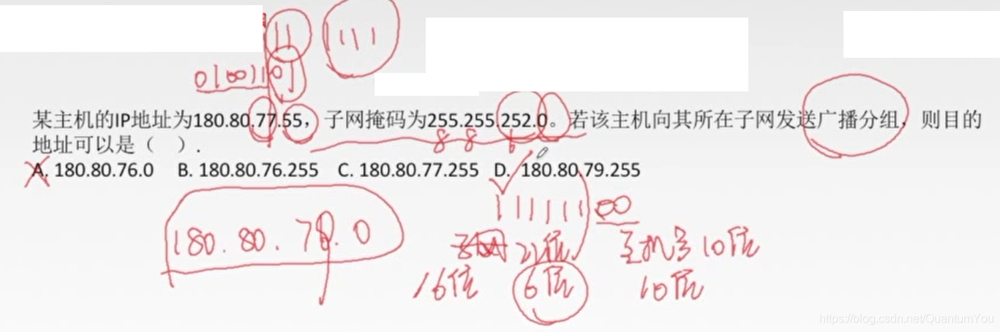 11 111
0100110J
某主机的IP地址为180.80.77.55，子网掩码为255.255.252.0。若该主机向其所在子网发送广播分组，则目的
8 8 6
地址可以是（ ）.
A. 180.80.76.0 B. 180.80.76.255 C. 180.80.77.255 D. 180.80.79.255
111111 00
180.80.78.0
22位 主机号10位
16位 6位 10位
https://blog.csdn.net/QuantumYou